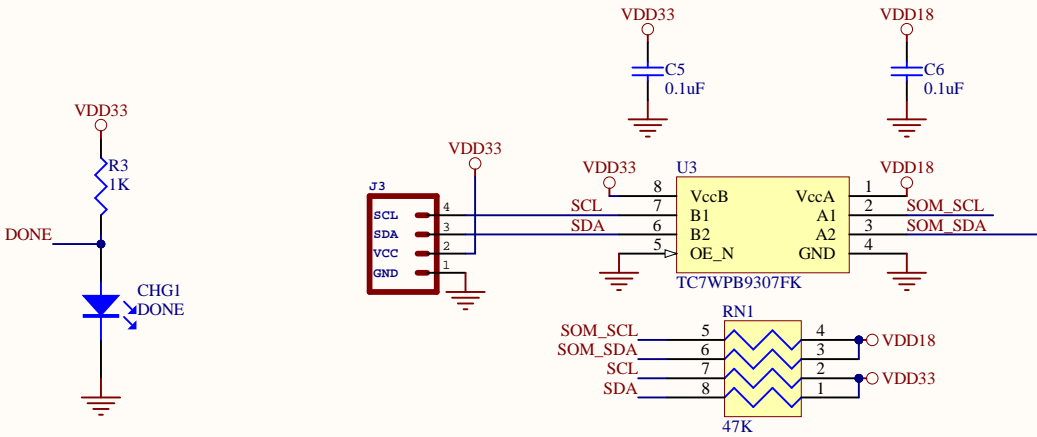 VDD33
VDD18
C5
0.1uF
C6
0.1uF
VDD33
R3
1K
DONE
CHG1
DONE
VDD33
J3
SCL 4
SDA 3
VCC 2
GND 1
SCL
SDA
VDD33
U3
VDD18
8 VccB VccA 1
7 B1 A1 2 SOM_SCL
6 B2 A2 3 SOM_SDA
5 OE_N GND 4
TC7WPB9307FK
RN1
SOM_SCL 5 4 VDD18
SOM_SDA 6 3
SCL 7 2 VDD33
SDA 8 1
47K